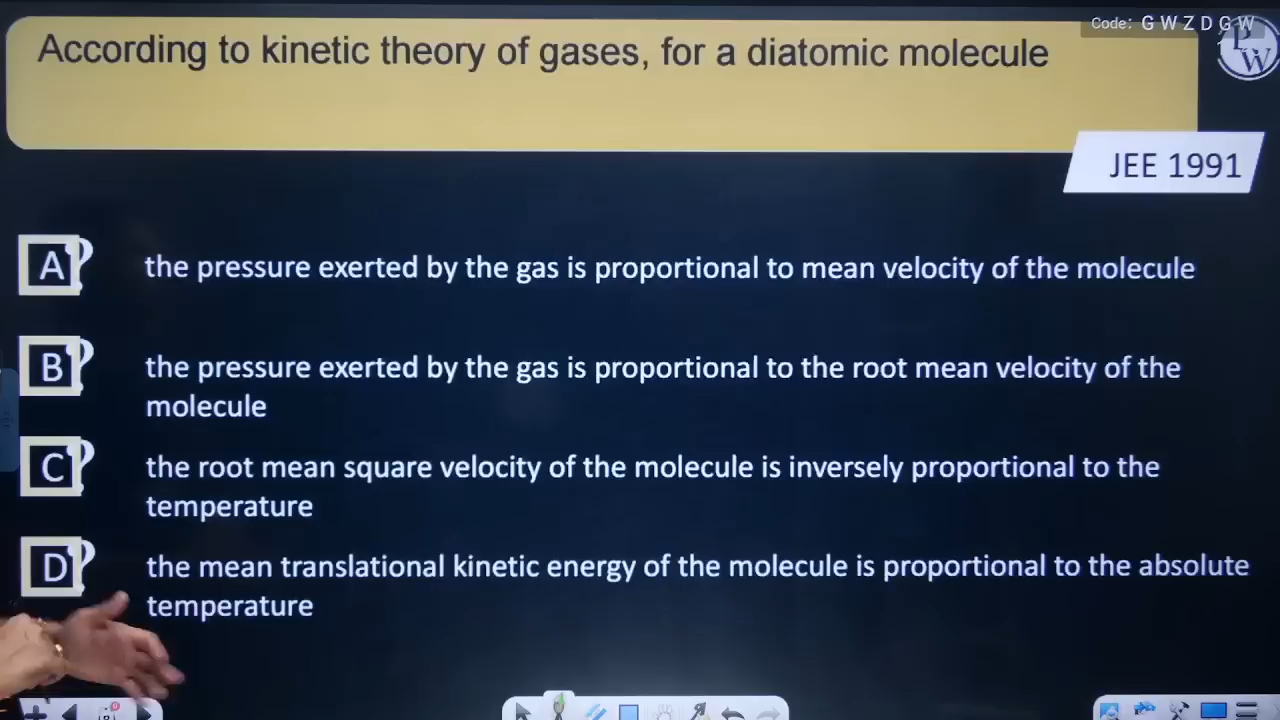 Code: G W Z D G W
According to kinetic theory of gases, for a diatomic molecule
P
W
JEE 1991
A ?
the pressure exerted by the gas is proportional to mean velocity of the molecule
B ?
the pressure exerted by the gas is proportional to the root mean velocity of the
molecule
C ?
the root mean square velocity of the molecule is inversely proportional to the
temperature
D ?
the mean translational kinetic energy of the molecule is proportional to the absolute
temperature